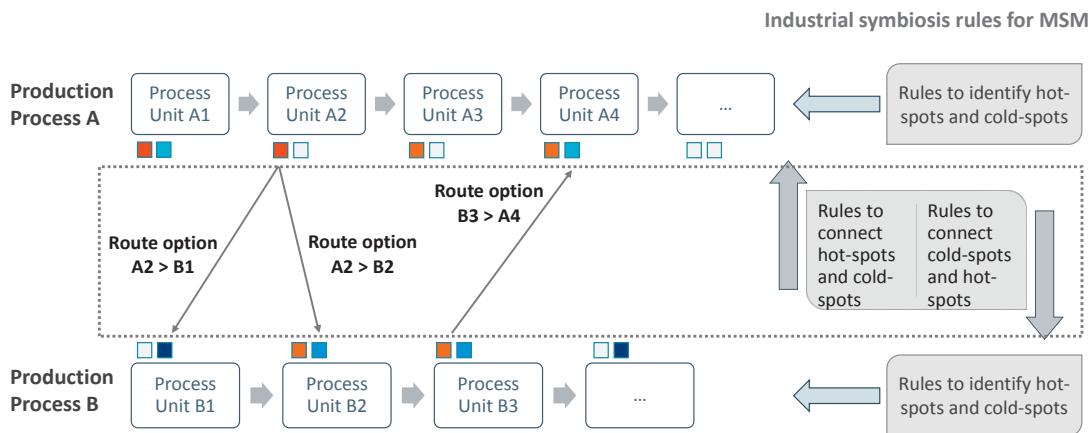 Industrial symbiosis rules for MSM
Production
Process A
Process
Unit A1
Process
Unit A2
Process
Unit A3
Process
Unit A4
...
Rules to identify hot-
spots and cold-spots
Route option
A2 > B1
Route option
A2 > B2
Route option
B3 > A4
Rules to
connect
hot-spots
and cold-
spots
Rules to
connect
cold-spots
and hot-
spots
Production
Process B
Process
Unit B1
Process
Unit B2
Process
Unit B3
...
Rules to identify hot-
spots and cold-spots